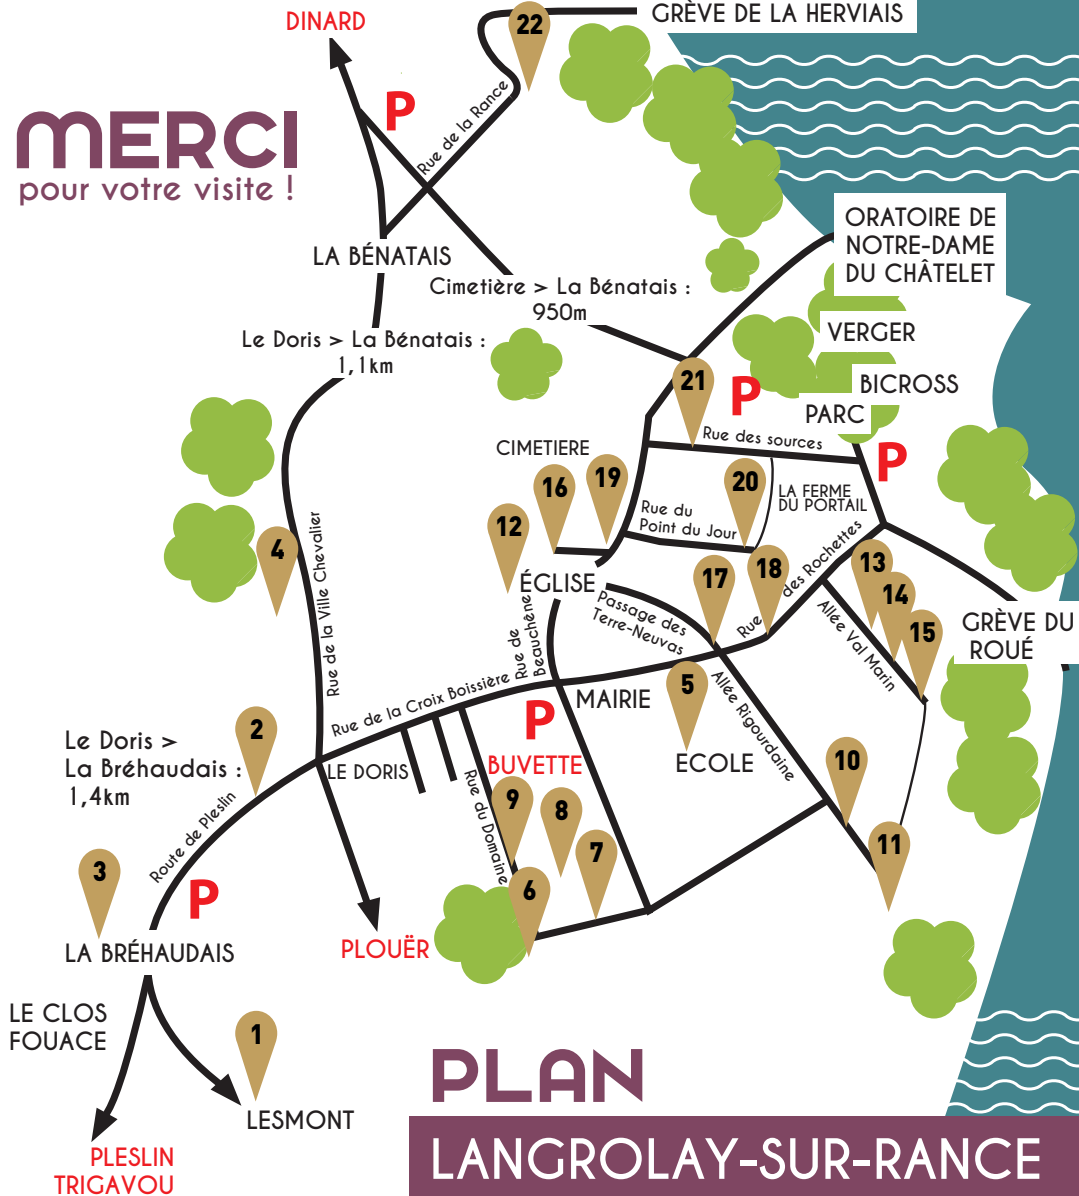 DINARD
22
GRÈVE DE LA HERVIAIS
P
MERCI
pour votre visite !
Rue de la Rance
ORATOIRE DE
NOTRE-DAME
DU CHÂTELET
LA BÉNATAIS
Cimetière > La Bénatais :
950m
Le Doris > La Bénatais :
1,1km
VERGER
BICROSS
PARC
21
P
Rue des sources
P
CIMETIERE
16
19
20
LA FERME
DU PORTAIL
Rue du
Point du Jour
12
4
Rue de la Ville Chevalier
ÉGLISE
17
18
Rue des Rochettes
13
14
15
Passage des
Terre-Neuvas
Allée Val Marin
GRÈVE DU
ROUÉ
Rue de
Beauchêne
Rue de la Croix Boissière
MAIRIE
5
ECOLE
Allée Rigourdaine
P
BUVETTE
2
Le Doris >
La Bréhaudais :
1,4km
LE DORIS
Rue du Domaine
9
8
7
6
10
11
Route de Pleslin
3
P
LA BRÉHAUDAIS
PLOUËR
LE CLOS
FOUACE
1
LESMONT
PLESLIN
TRIGAVOU
PLAN
LANGROLAY-SUR-RANCE